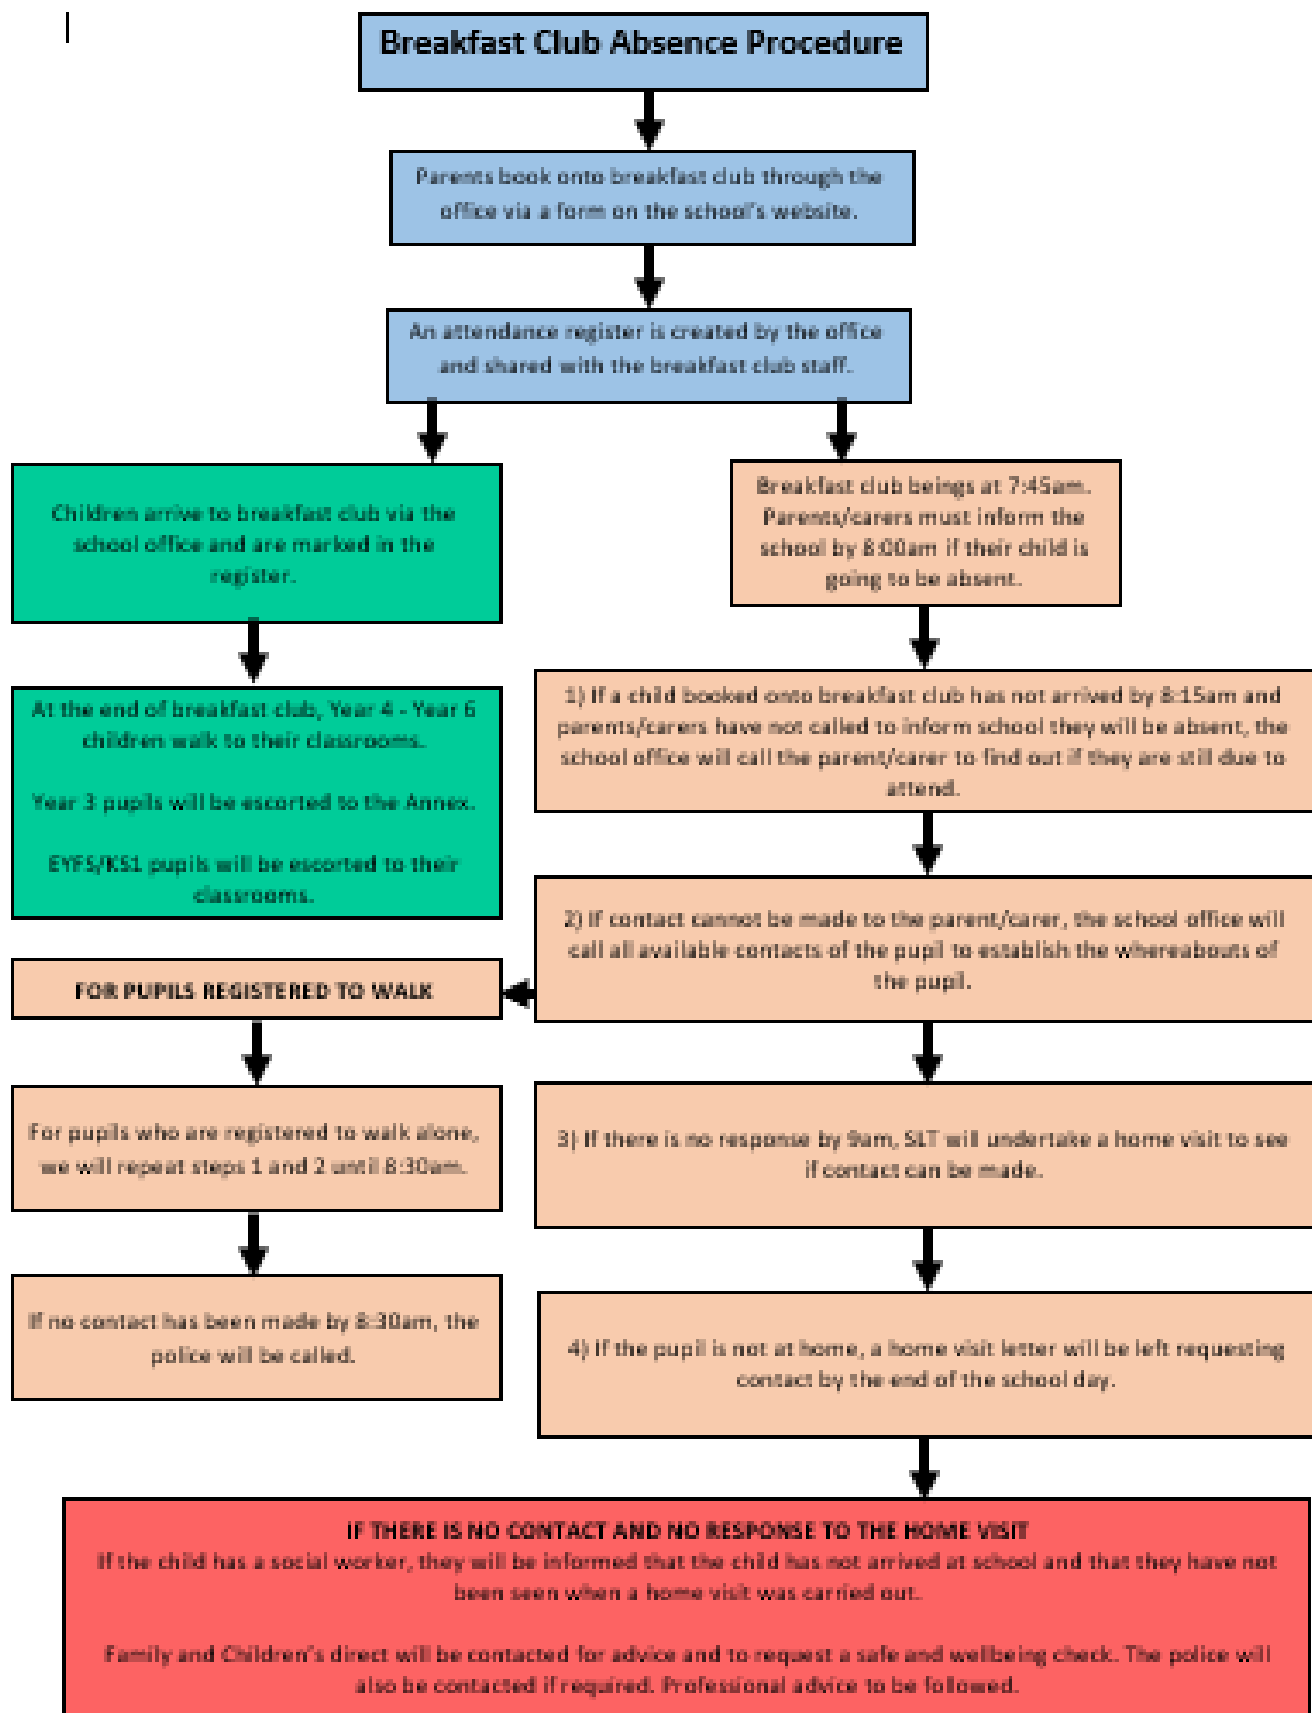 Breakfast Club Absence Procedure
Parents book onto breakfast club through the
office via a form on the school's website.
An attendance register is created by the office
and shared with the breakfast club staff.
Children arrive to breakfast club via the
school office and are marked in the
register.
Breakfast club beings at 7:45am.
Parents/carers must inform the
school by 8:00am if their child is
going to be absent.
At the end of breakfast club, Year 4 - Year 6
children walk to their classrooms.
Year 3 pupils will be escorted to the Annex.
EYFS/KS1 pupils will be escorted to their
classrooms.
1) If a child booked onto breakfast club has not arrived by 8:15am and
parents/carers have not called to inform school they will be absent, the
school office will call the parent/carer to find out if they are still due to
attend.
2) If contact cannot be made to the parent/carer, the school office will
call all available contacts of the pupil to establish the whereabouts of
the pupil.
FOR PUPILS REGISTERED TO WALK
For pupils who are registered to walk alone,
we will repeat steps 1 and 2 until 8:30am.
If no contact has been made by 8:30am, the
police will be called.
3) If there is no response by 9am, SLT will undertake a home visit to see
if contact can be made.
4) If the pupil is not at home, a home visit letter will be left requesting
contact by the end of the school day.
IF THERE IS NO CONTACT AND NO RESPONSE TO THE HOME VISIT
If the child has a social worker, they will be informed that the child has not arrived at school and that they have not
been seen when a home visit was carried out.
Family and Children's direct will be contacted for advice and to request a safe and wellbeing check. The police will
also be contacted if required. Professional advice to be followed.